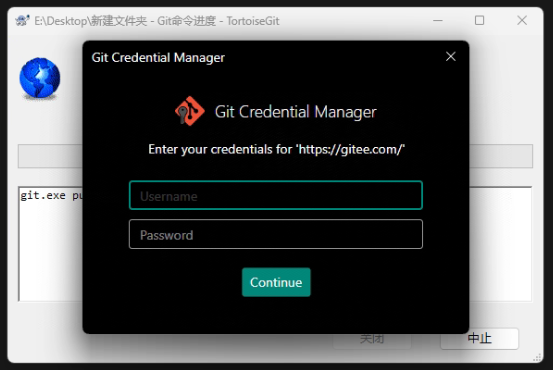 E:\Desktop\新建文件夹 - Git命令进度 - TortoiseGit
Git Credential Manager
Git Credential Manager
Enter your credentials for 'https://gitee.com/'
git.exe pu
Username
Password
Continue
关闭
中止